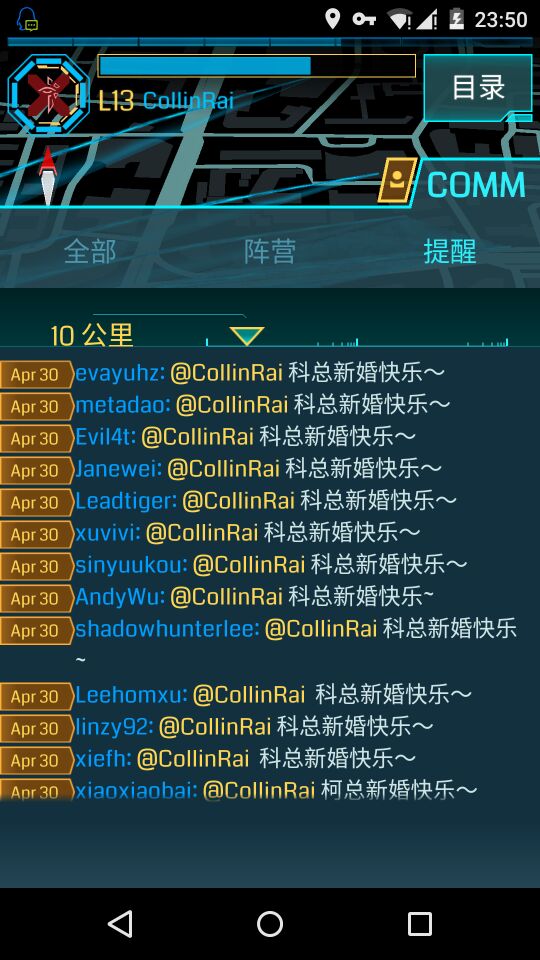 23:50
L13 CollinRai
目录
COMM
全部 阵营 提醒
10 公里
Apr 30 evayuhz: @CollinRai 科总新婚快乐～
Apr 30 metadao: @CollinRai 科总新婚快乐～
Apr 30 Evil4t: @CollinRai 科总新婚快乐～
Apr 30 Janewei: @CollinRai 科总新婚快乐～
Apr 30 Leadtiger: @CollinRai 科总新婚快乐～
Apr 30 xuvivi: @CollinRai 科总新婚快乐～
Apr 30 sinyuukou: @CollinRai 科总新婚快乐～
Apr 30 AndyWu: @CollinRai 科总新婚快乐~
Apr 30 shadowhunterlee: @CollinRai 科总新婚快乐
~
Apr 30 Leehomxu: @CollinRai 科总新婚快乐～
Apr 30 linzy92: @CollinRai 科总新婚快乐～
Apr 30 xiefh: @CollinRai 科总新婚快乐～
Apr 30 xiaoxiaobai: @CollinRai 柯总新婚快乐～